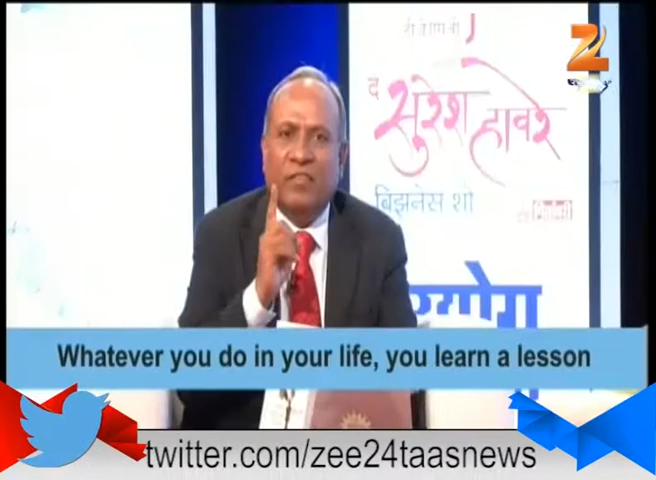 द
सुरेश
हावरे
बिझनेस शो
Whatever you do in your life, you learn a lesson
twitter.com/zee24taasnews